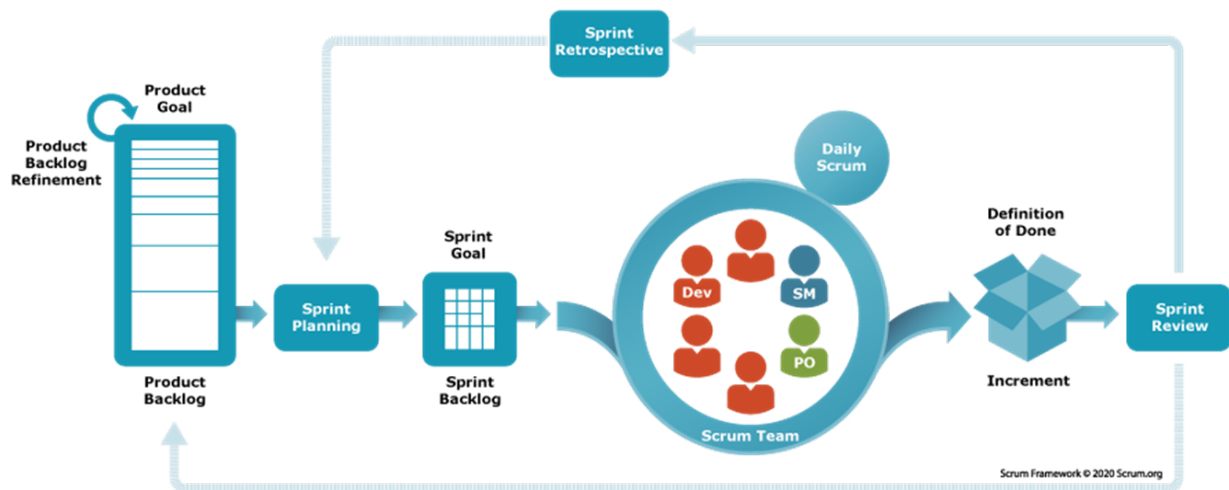 Sprint
Retrospective
Product
Goal
Product
Backlog
Refinement
Daily
Scrum
Definition
of Done
Sprint
Goal
Dev
SM
Sprint
Planning
Sprint
Review
PO
Product
Backlog
Sprint
Backlog
Increment
Scrum Team
Scrum Framework © 2020 Scrum.org